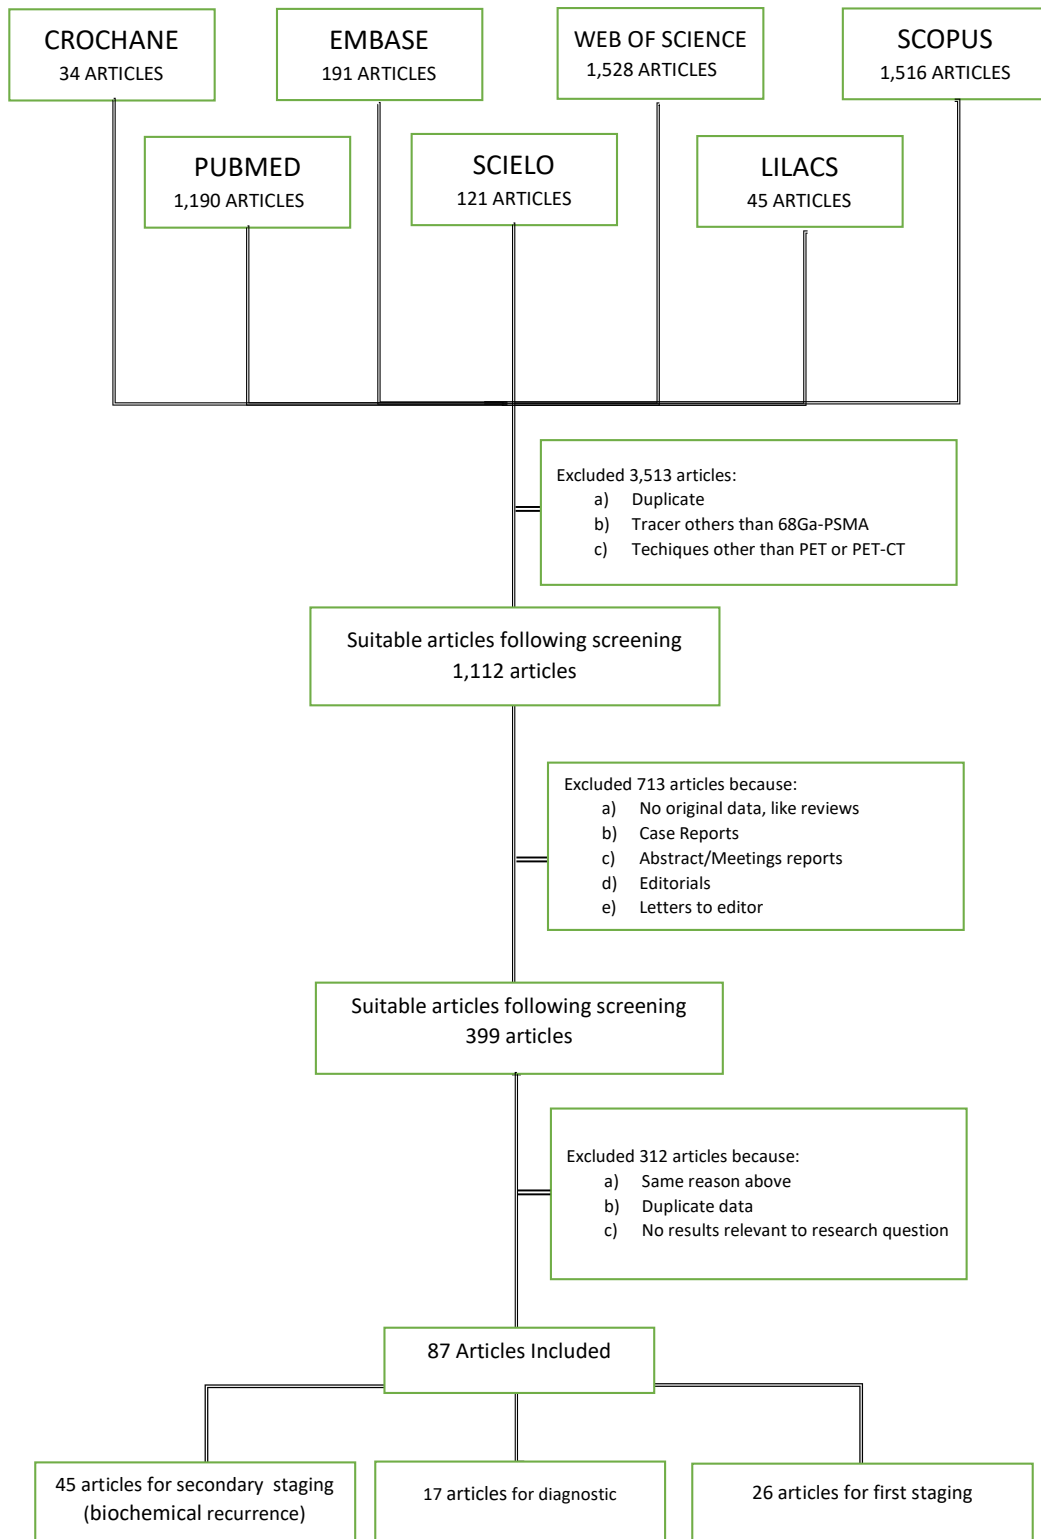 CROCHANE
34 ARTICLES
EMBASE
191 ARTICLES
WEB OF SCIENCE
1,528 ARTICLES
SCOPUS
1,516 ARTICLES
PUBMED
1,190 ARTICLES
SCIELO
121 ARTICLES
LILACS
45 ARTICLES
Excluded 3,513 articles:
a) Duplicate
b) Tracer others than 68Ga-PSMA
c) Techiques other than PET or PET-CT
Suitable articles following screening
1,112 articles
Excluded 713 articles because:
a) No original data, like reviews
b) Case Reports
c) Abstract/Meetings reports
d) Editorials
e) Letters to editor
Suitable articles following screening
399 articles
Excluded 312 articles because:
a) Same reason above
b) Duplicate data
c) No results relevant to research question
87 Articles Included
45 articles for secondary staging
(biochemical recurrence)
17 articles for diagnostic
26 articles for first staging